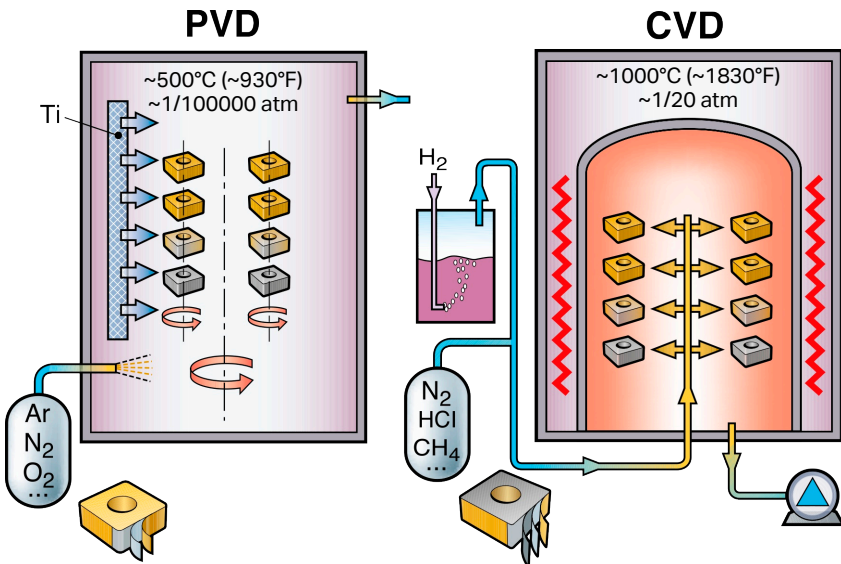 PVD
~500°C (~930°F)
~1/100000 atm
Ti
Ar
N₂
O₂
...
CVD
~1000°C (~1830°F)
~1/20 atm
H₂
N₂
HCl
CH₄
...